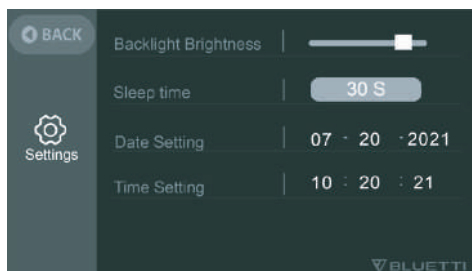 BACK
Settings
Backlight Brightness
Sleep time
30 S
Date Setting
07 - 20 - 2021
Time Setting
10 : 20 : 21
BLUETTI